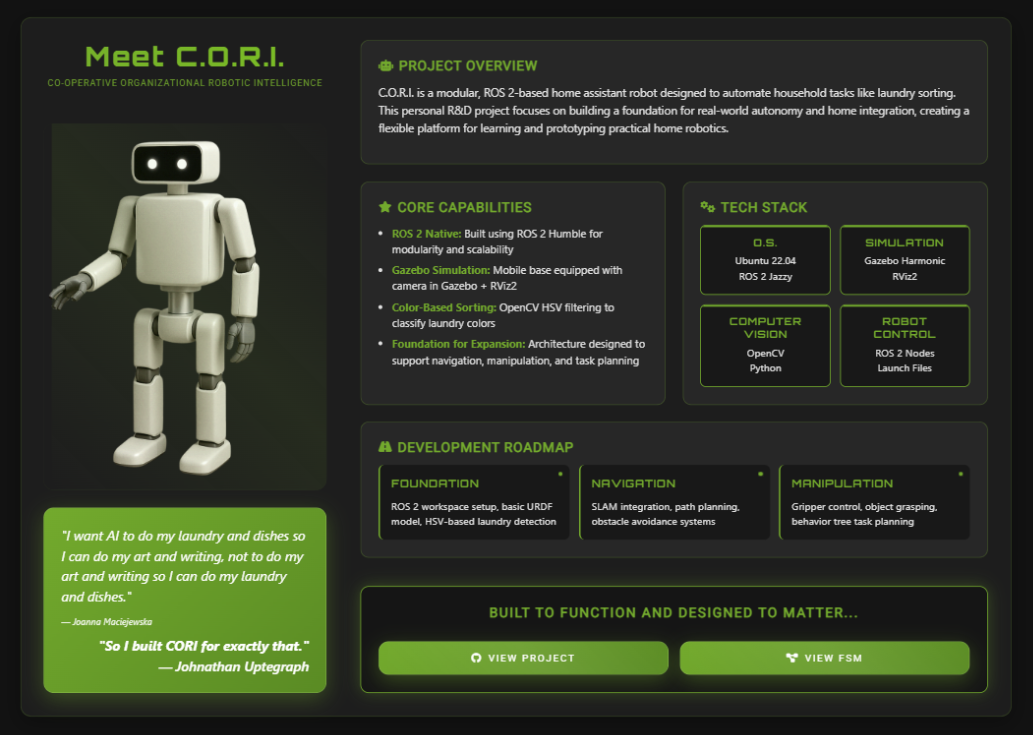 Meet C.O.R.I.
CO-OPERATIVE ORGANIZATIONAL ROBOTIC INTELLIGENCE
"I want AI to do my laundry and dishes so
I can do my art and writing, not to do my
art and writing so I can do my laundry
and dishes."
— Joanna Maciejewska
"So I built CORI for exactly that."
— Johnathan Uptegraph
PROJECT OVERVIEW
C.O.R.I. is a modular, ROS 2-based home assistant robot designed to automate household tasks like laundry sorting.
This personal R&D project focuses on building a foundation for real-world autonomy and home integration, creating a
flexible platform for learning and prototyping practical home robotics.
CORE CAPABILITIES
• ROS 2 Native: Built using ROS 2 Humble for
modularity and scalability
• Gazebo Simulation: Mobile base equipped with
camera in Gazebo + RViz2
• Color-Based Sorting: OpenCV HSV filtering to
classify laundry colors
• Foundation for Expansion: Architecture designed to
support navigation, manipulation, and task planning
TECH STACK
O.S.
Ubuntu 22.04
ROS 2 Jazzy
SIMULATION
Gazebo Harmonic
RViz2
COMPUTER
VISION
OpenCV
Python
ROBOT
CONTROL
ROS 2 Nodes
Launch Files
DEVELOPMENT ROADMAP
FOUNDATION
ROS 2 workspace setup, basic URDF
model, HSV-based laundry detection
NAVIGATION
SLAM integration, path planning,
obstacle avoidance systems
MANIPULATION
Gripper control, object grasping,
behavior tree task planning
BUILT TO FUNCTION AND DESIGNED TO MATTER...
VIEW PROJECT
VIEW FSM